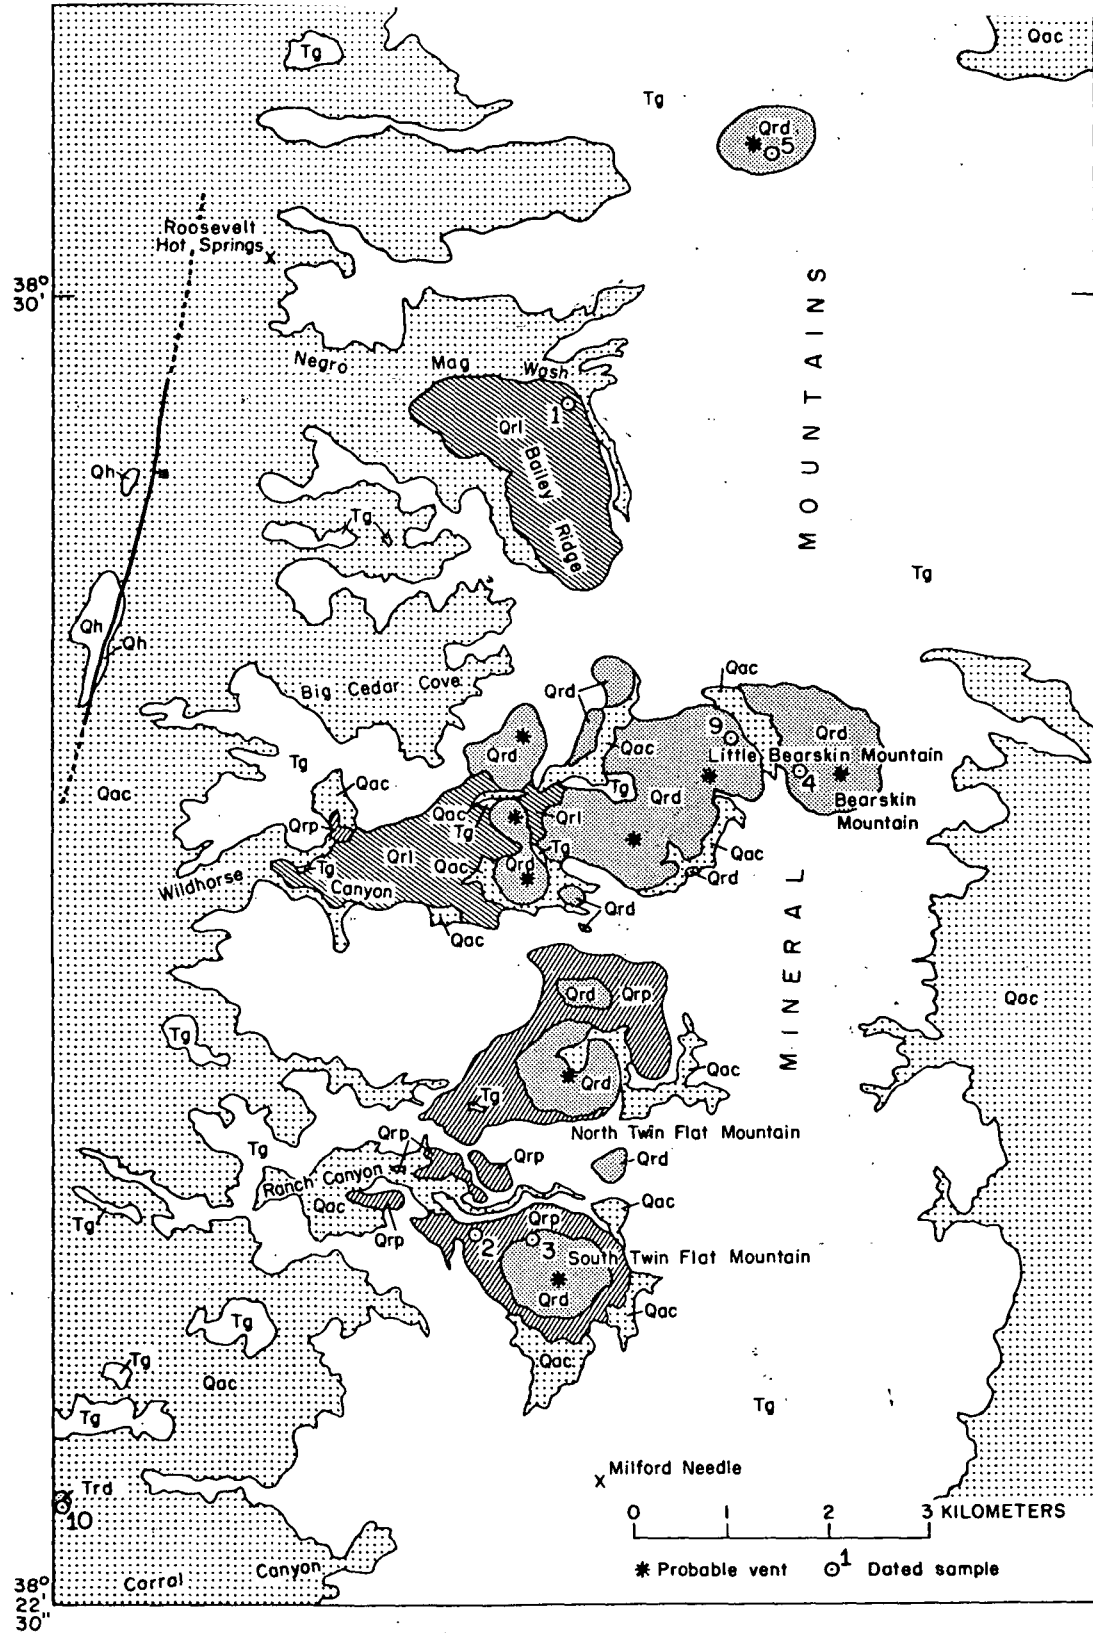 Qac
Tg
Tg
Qrd
5
Roosevelt
Hot Springs
x
38°
30'
Negro Mag Wash
1
Qrl
Bailey
Ridge
MOUNTAINS
Qh
Tg
Tg
Qh
Qh
Big Cedar Cove
Qrd
Qac
9
Qrd
Little Bearskin Mountain
Qrd
Qac
Tg
Qac
Tg
Qrd
4
Bearskin
Mountain
Qac
Qac
Tg
Qrl
Qrp
Qrl
Qac
Qrd
Tg
Qac
Wildhorse
Tg
Canyon
Qrd
Qrd
Qac
MINERAL
Qrd
Qrp
Qac
Tg
Qac
Qrd
Tg
North Twin Flat Mountain
Qrp
Tg
Qrp
Qrd
Ranch Canyon
Qac
Qac
Tg
Qrp
Qrp
2
3
South Twin Flat Mountain
Qrd
Qac
Tg
Tg
Qac
Qac
Tg
Tg
x Milford Needle
Trd
10
0 1 2 3 KILOMETERS
Probable vent
1 Dated sample
Corral Canyon
38°
22'
30"